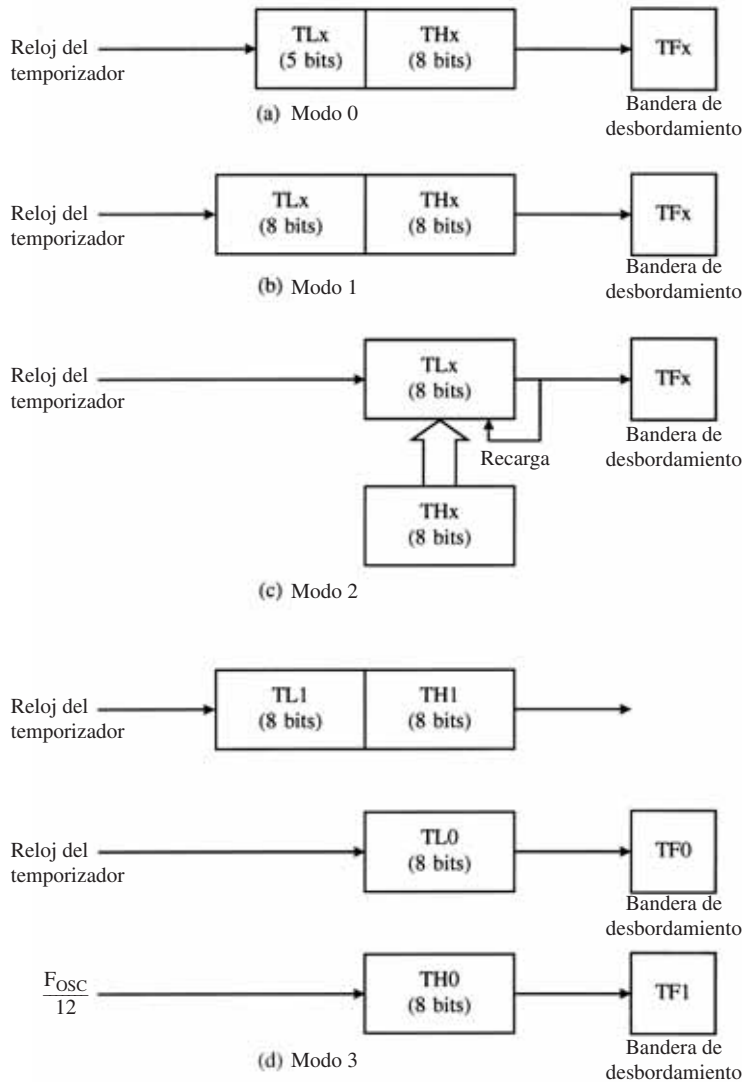 Reloj del
temporizador
TLx
(5 bits)
THx
(8 bits)
TFx
Bandera de
desbordamiento
(a) Modo 0
Reloj del
temporizador
TLx
(8 bits)
THx
(8 bits)
TFx
Bandera de
desbordamiento
(b) Modo 1
Reloj del
temporizador
TLx
(8 bits)
TFx
Bandera de
desbordamiento
Recarga
THx
(8 bits)
(c) Modo 2
Reloj del
temporizador
TL1
(8 bits)
TH1
(8 bits)
Reloj del
temporizador
TL0
(8 bits)
TF0
Bandera de
desbordamiento
FOSC
12
TH0
(8 bits)
TF1
Bandera de
desbordamiento
(d) Modo 3